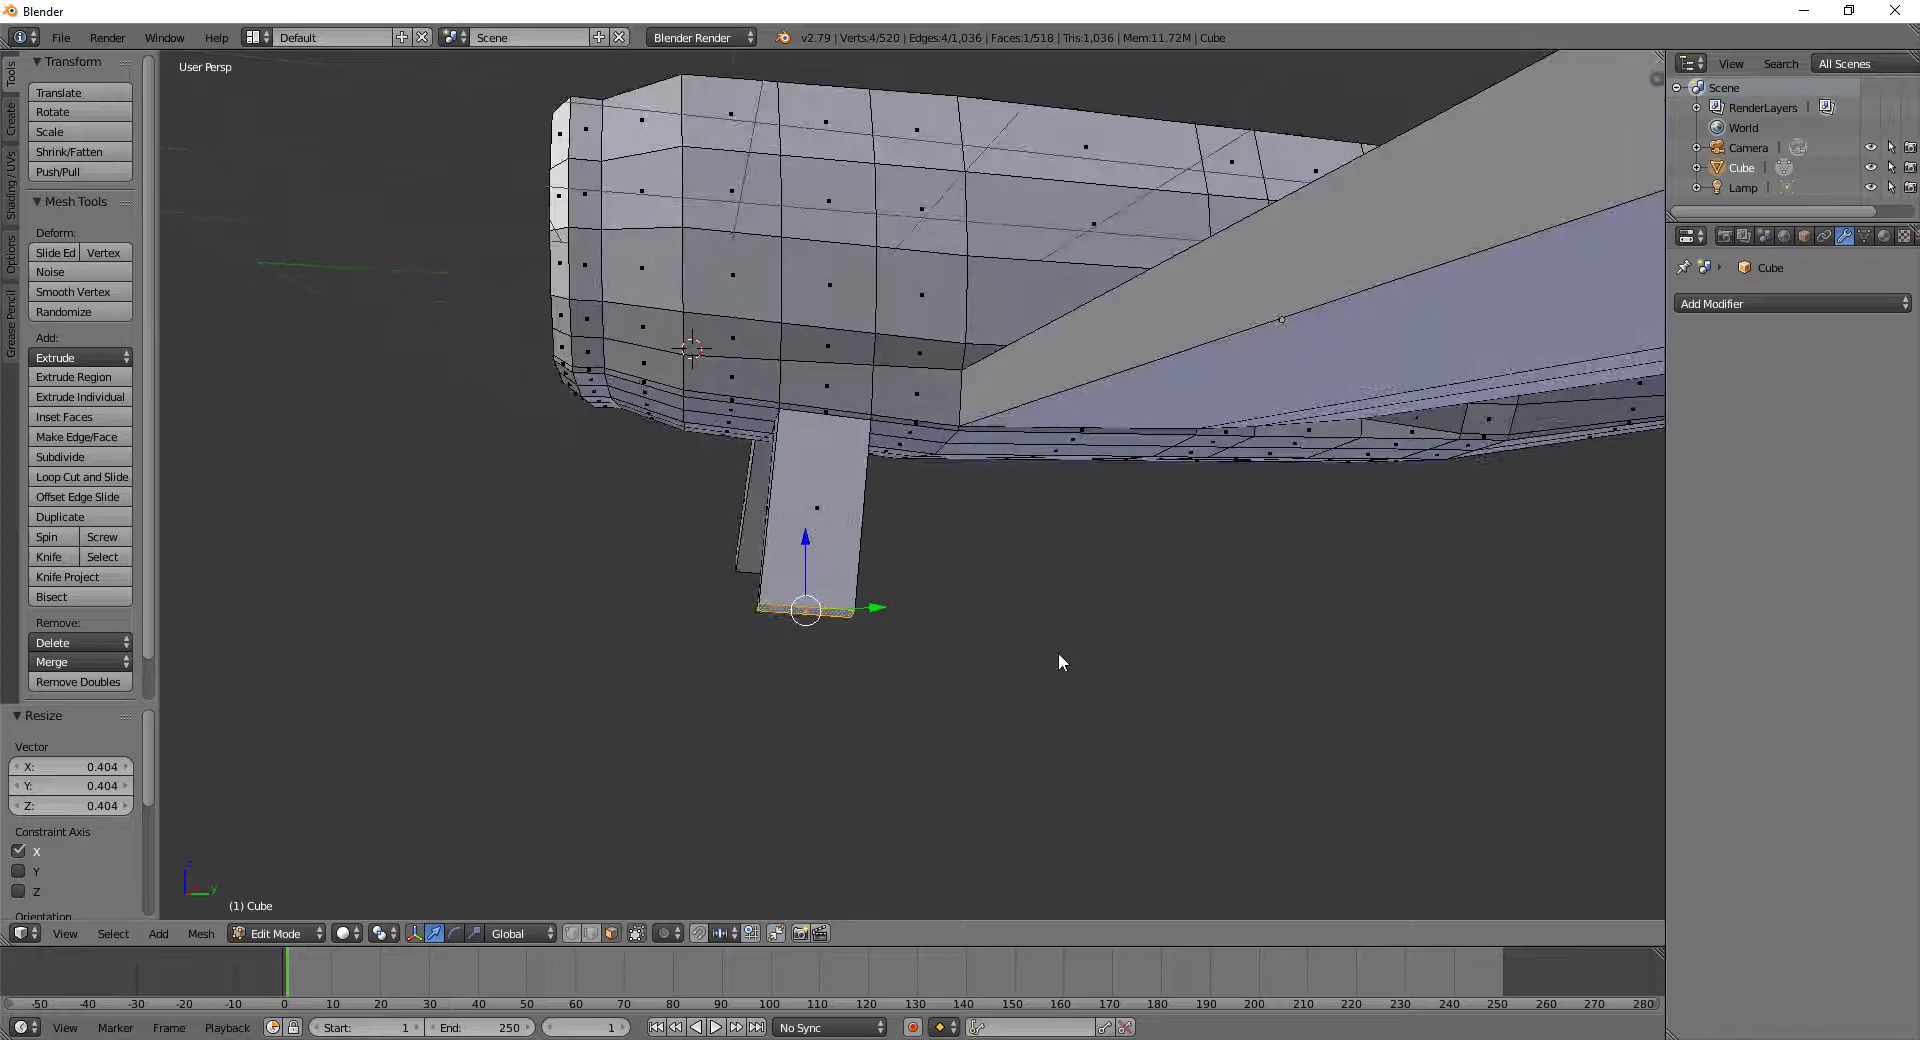 Blender
File Render Window Help Default Scene Blender Render v2.79 | Verts:4/520 | Edges:4/1,036 | Faces:1/518 | Tris:1,036 | Mem:11.72M | Cube
User Persp
Tools
Create
Shading / UVs
Options
Grease Pencil
Transform
Translate
Rotate
Scale
Shrink/Fatten
Push/Pull
Mesh Tools
Deform:
Slide Ed Vertex
Noise
Smooth Vertex
Randomize
Add:
Extrude
Extrude Region
Extrude Individual
Inset Faces
Make Edge/Face
Subdivide
Loop Cut and Slide
Offset Edge Slide
Duplicate
Spin Screw
Knife Select
Knife Project
Bisect
Remove:
Delete
Merge
Remove Doubles
Resize
Vector
X: 0.404
Y: 0.404
Z: 0.404
Constraint Axis
X
Y
Z
Orientation
z
y
(1) Cube
View Search All Scenes
Scene
RenderLayers
World
Camera
Cube
Lamp
Cube
Add Modifier
View Select Add Mesh Edit Mode Global
-50 -40 -30 -20 -10 0 10 20 30 40 50 60 70 80 90 100 110 120 130 140 150 160 170 180 190 200 210 220 230 240 250 260 270 280
View Marker Frame Playback Start: 1 End: 250 1 No Sync